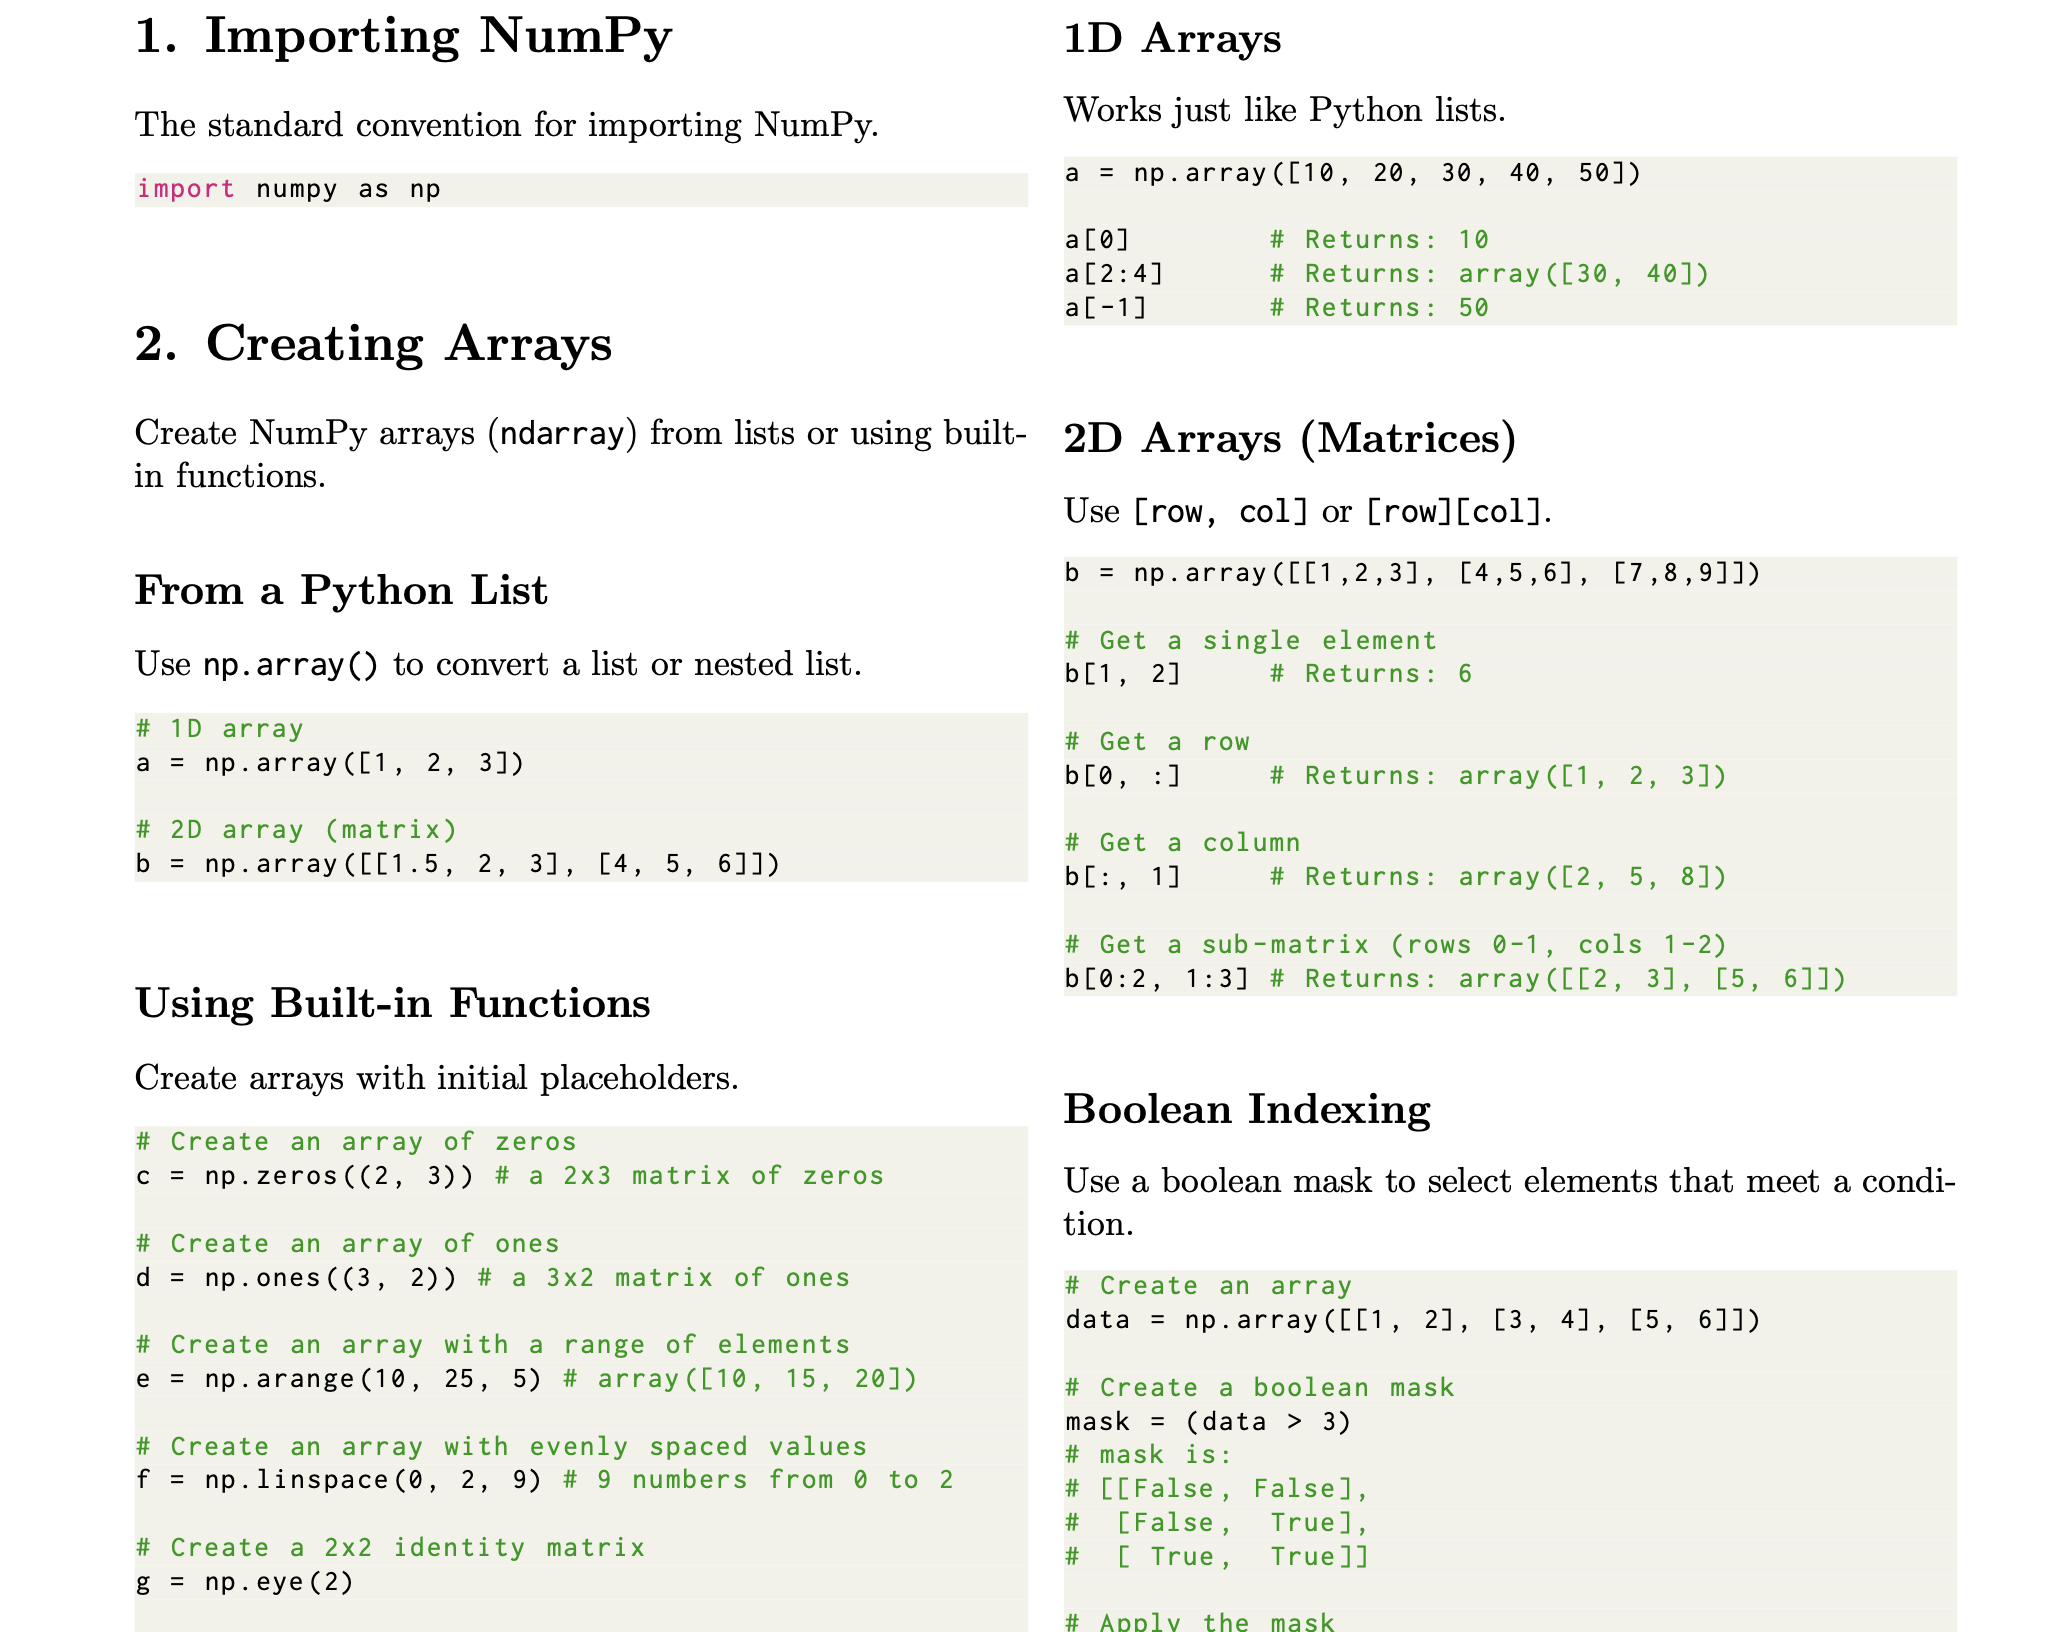 1. Importing NumPy
The standard convention for importing NumPy.
import numpy as np
2. Creating Arrays
Create NumPy arrays (ndarray) from lists or using built-
in functions.
From a Python List
Use np.array() to convert a list or nested list.
# 1D array
a = np.array([1, 2, 3])
# 2D array (matrix)
b = np.array([[1.5, 2, 3], [4, 5, 6]])
Using Built-in Functions
Create arrays with initial placeholders.
# Create an array of zeros
c = np.zeros((2, 3)) # a 2x3 matrix of zeros
# Create an array of ones
d = np.ones((3, 2)) # a 3x2 matrix of ones
# Create an array with a range of elements
e = np.arange(10, 25, 5) # array([10, 15, 20])
# Create an array with evenly spaced values
f = np.linspace(0, 2, 9) # 9 numbers from 0 to 2
# Create a 2x2 identity matrix
g = np.eye(2)
1D Arrays
Works just like Python lists.
a = np.array([10, 20, 30, 40, 50])
a[0] # Returns: 10
a[2:4] # Returns: array([30, 40])
a[-1] # Returns: 50
2D Arrays (Matrices)
Use [row, col] or [row][col].
b = np.array([[1,2,3], [4,5,6], [7,8,9]])
# Get a single element
b[1, 2] # Returns: 6
# Get a row
b[0, :] # Returns: array([1, 2, 3])
# Get a column
b[:, 1] # Returns: array([2, 5, 8])
# Get a sub-matrix (rows 0-1, cols 1-2)
b[0:2, 1:3] # Returns: array([[2, 3], [5, 6]])
Boolean Indexing
Use a boolean mask to select elements that meet a condi-
tion.
# Create an array
data = np.array([[1, 2], [3, 4], [5, 6]])
# Create a boolean mask
mask = (data > 3)
# mask is:
# [[False, False],
#  [False,  True],
#  [ True,  True]]
# Apply the mask